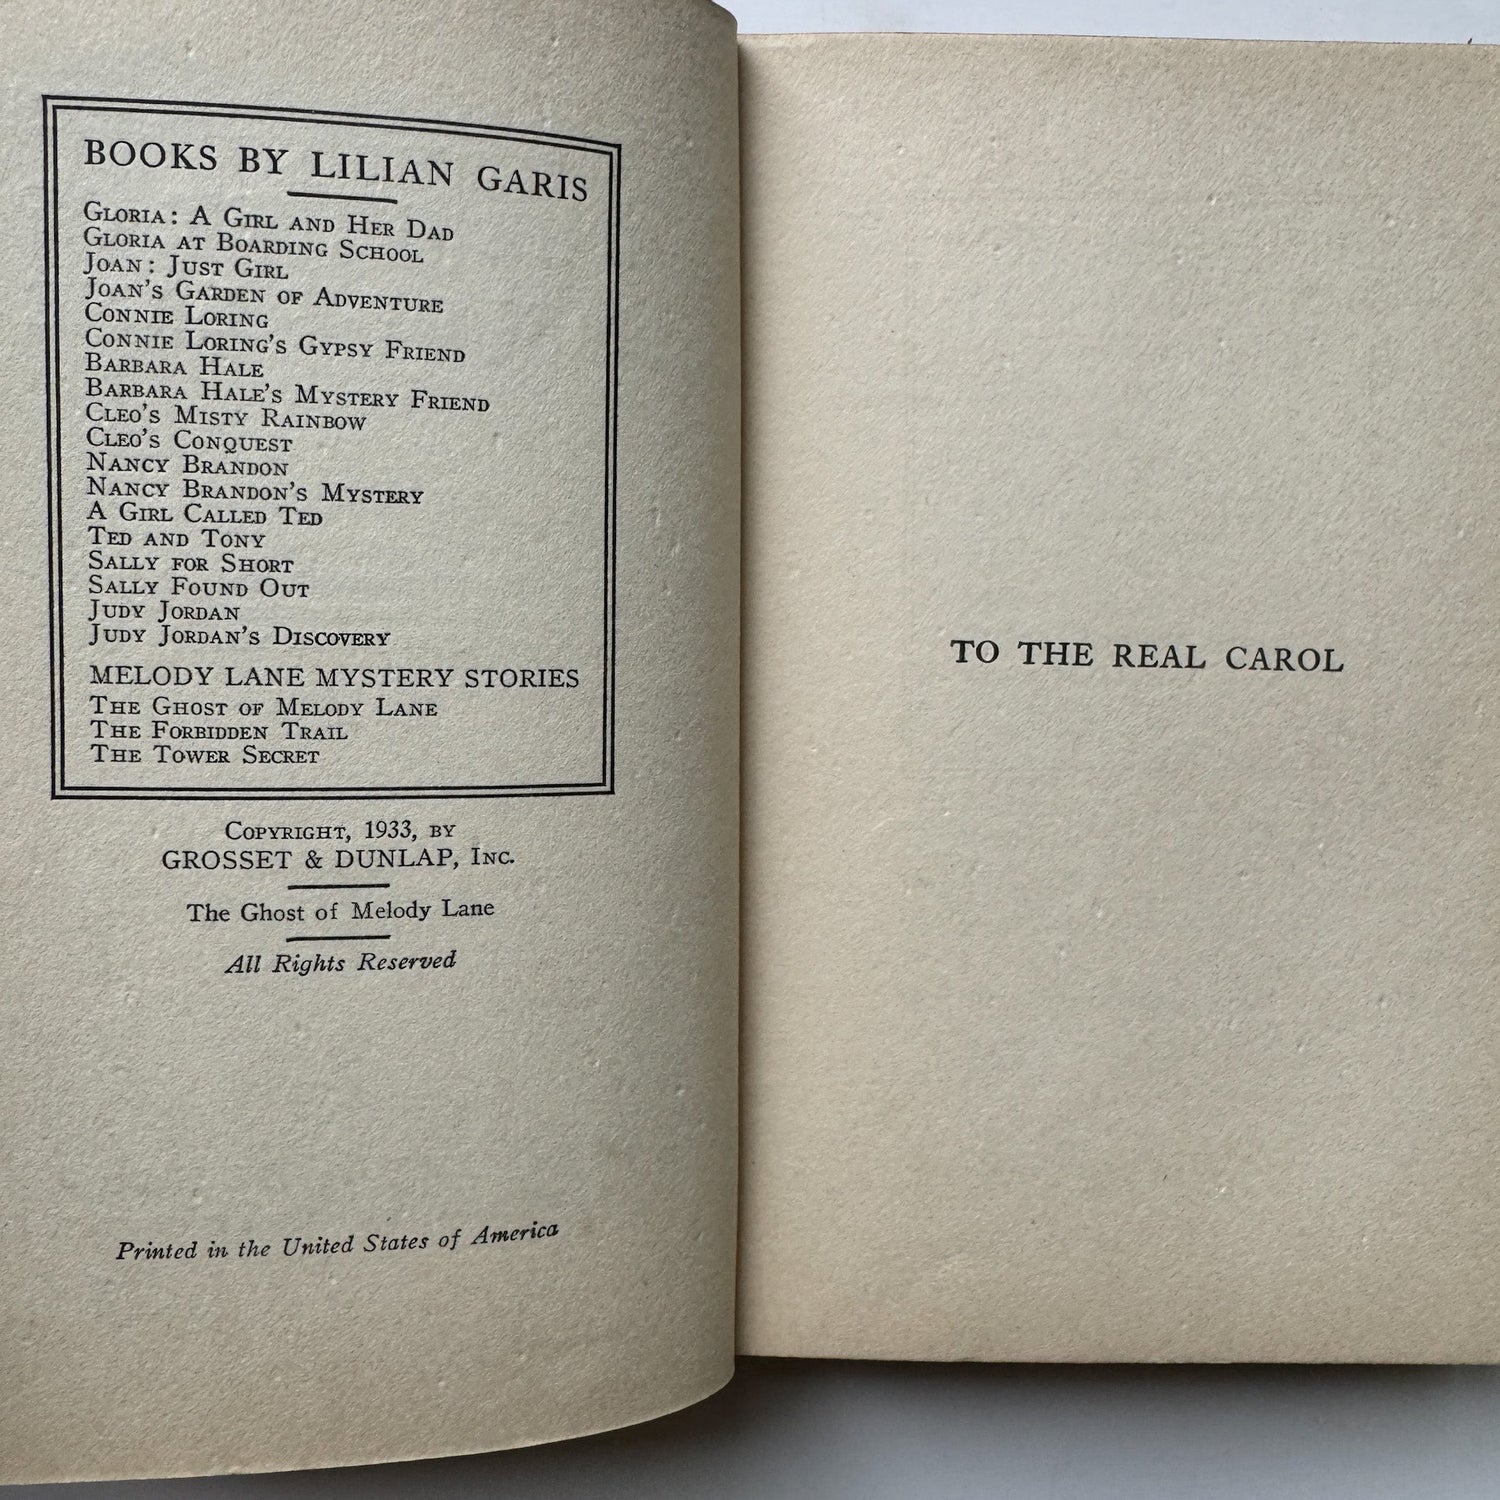 BOOKS BY LILIAN GARIS
GLORIA: A GIRL AND HER DAD
GLORIA AT BOARDING SCHOOL
JOAN: JUST GIRL
JOAN'S GARDEN OF ADVENTURE
CONNIE LORING
CONNIE LORING'S GYPSY FRIEND
BARBARA HALE
BARBARA HALE'S MYSTERY FRIEND
CLEO'S MISTY RAINBOW
CLEO'S CONQUEST
NANCY BRANDON
NANCY BRANDON'S MYSTERY
A GIRL CALLED TED
TED AND TONY
SALLY FOR SHORT
SALLY FOUND OUT
JUDY JORDAN
JUDY JORDAN'S DISCOVERY
MELODY LANE MYSTERY STORIES
THE GHOST OF MELODY LANE
THE FORBIDDEN TRAIL
THE TOWER SECRET
COPYRIGHT, 1933, BY
GROSSET & DUNLAP, INC.
The Ghost of Melody Lane
All Rights Reserved
Printed in the United States of America
TO THE REAL CAROL